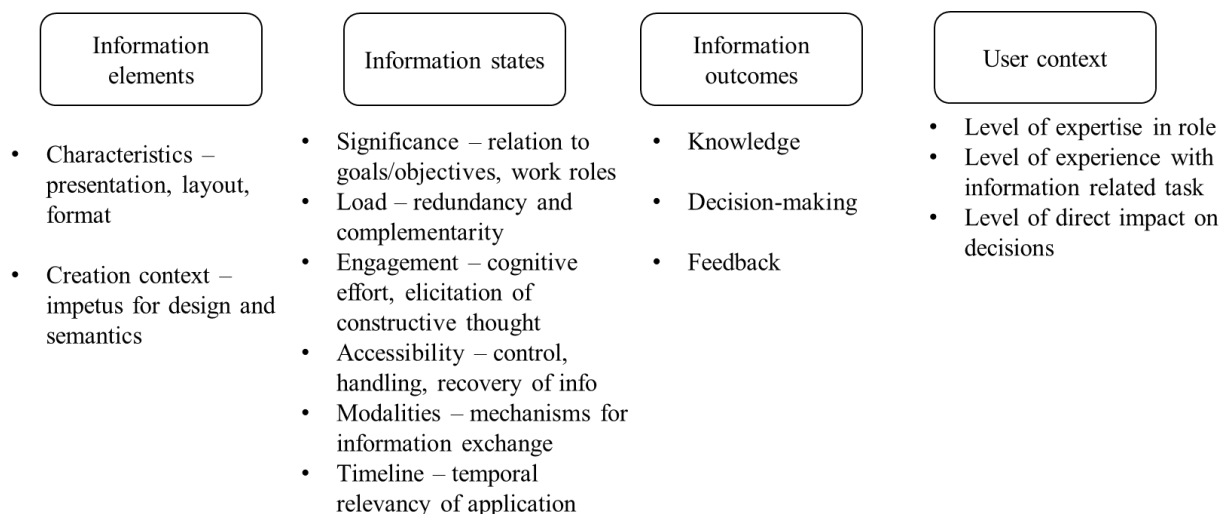 Information
elements
• Characteristics –
presentation, layout,
format
• Creation context –
impetus for design and
semantics
Information states
• Significance – relation to
goals/objectives, work roles
• Load – redundancy and
complementarity
• Engagement – cognitive
effort, elicitation of
constructive thought
• Accessibility – control,
handling, recovery of info
• Modalities – mechanisms for
information exchange
• Timeline – temporal
relevancy of application
Information
outcomes
• Knowledge
• Decision-making
• Feedback
User context
• Level of expertise in role
• Level of experience with
information related task
• Level of direct impact on
decisions